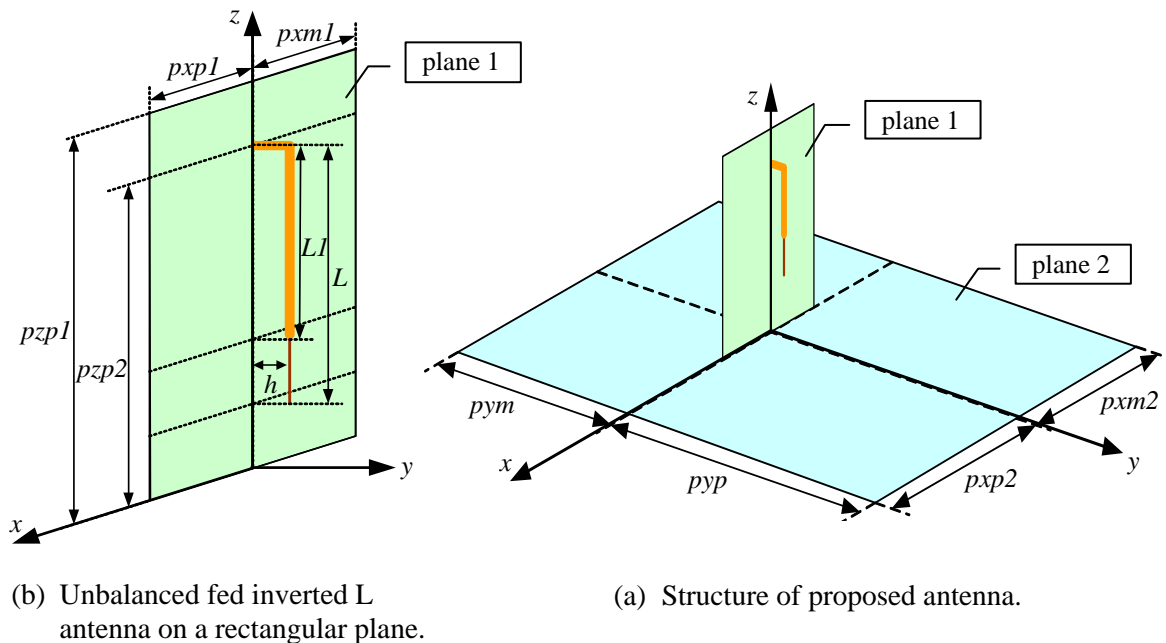 z
pxm1
pxp1
plane 1
L1
L
pzp1
pzp2
h
y
x
(b) Unbalanced fed inverted L
antenna on a rectangular plane.
z
plane 1
plane 2
pym
pxm2
x
pyp
pxp2
y
(a) Structure of proposed antenna.